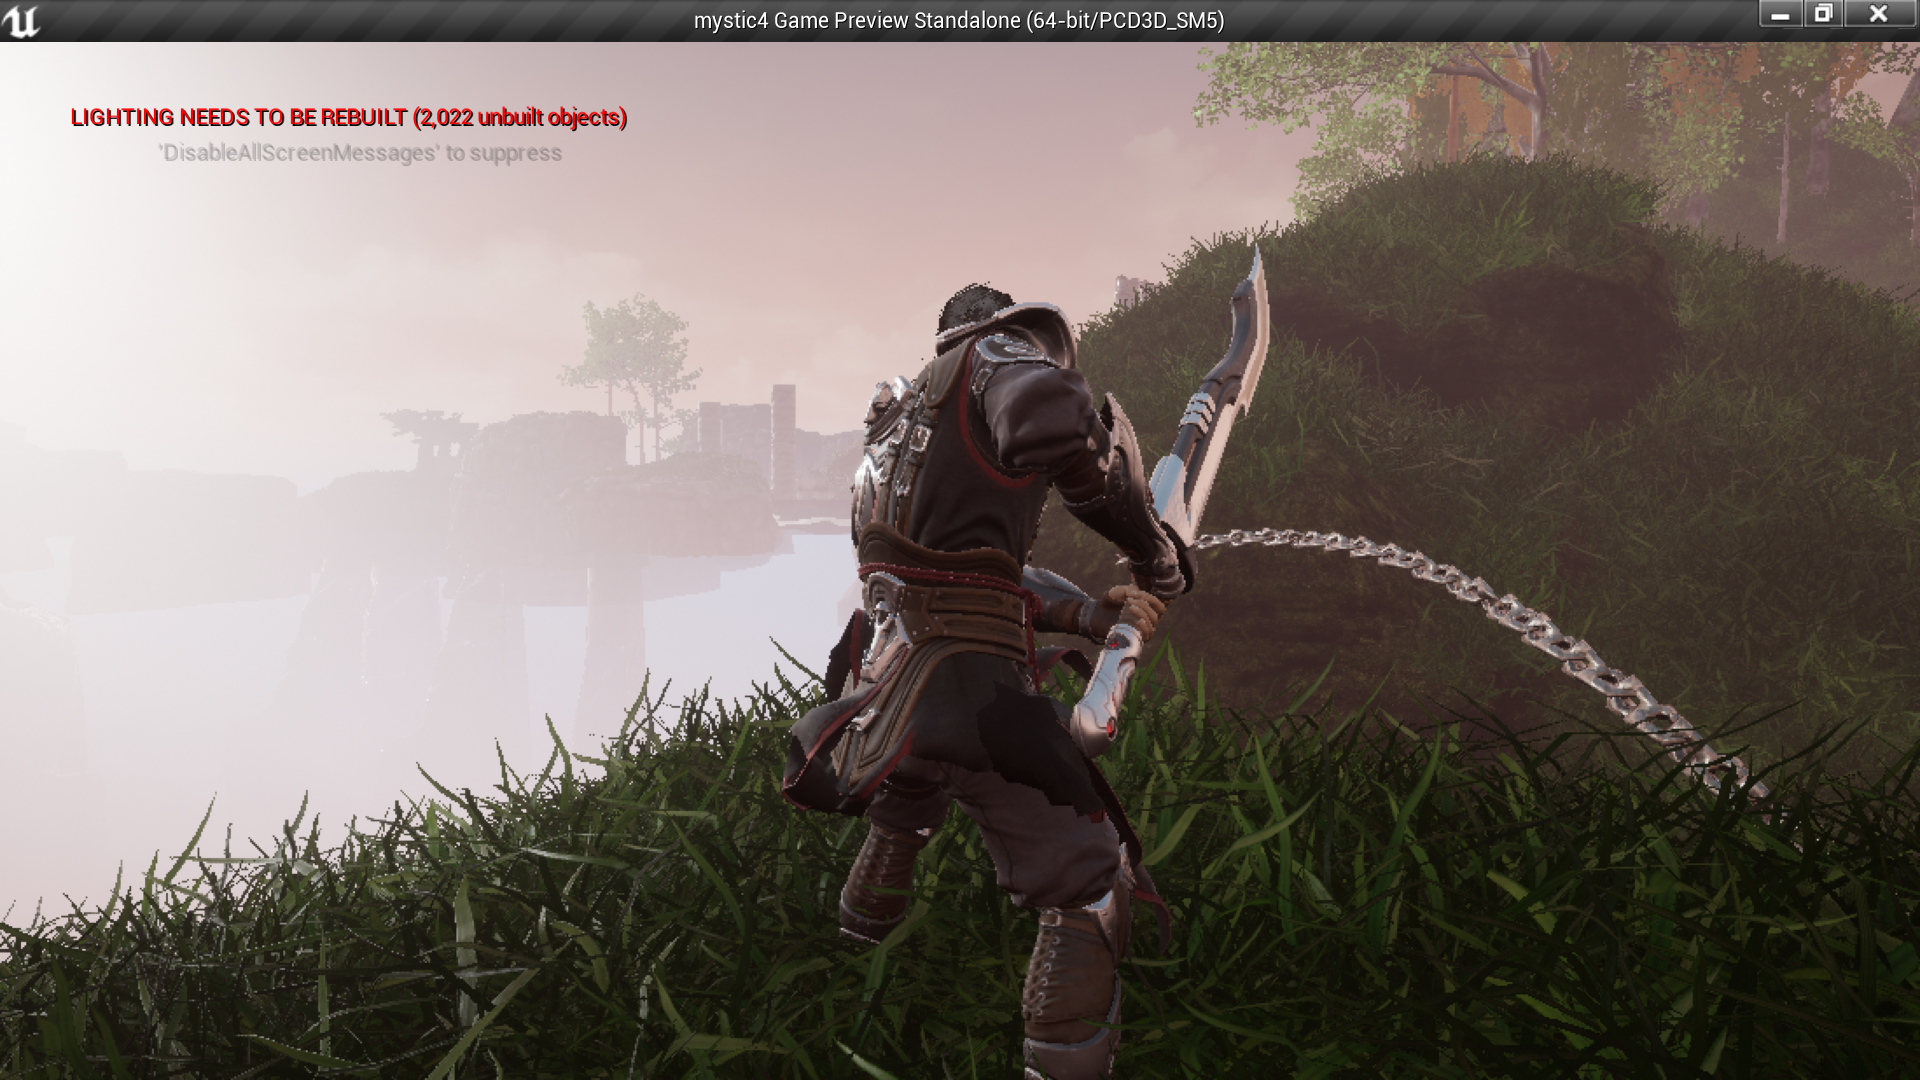 mystic4 Game Preview Standalone (64-bit/PCD3D_SM5)
LIGHTING NEEDS TO BE REBUILT (2,022 unbuilt objects)
'DisableAllScreenMessages' to suppress